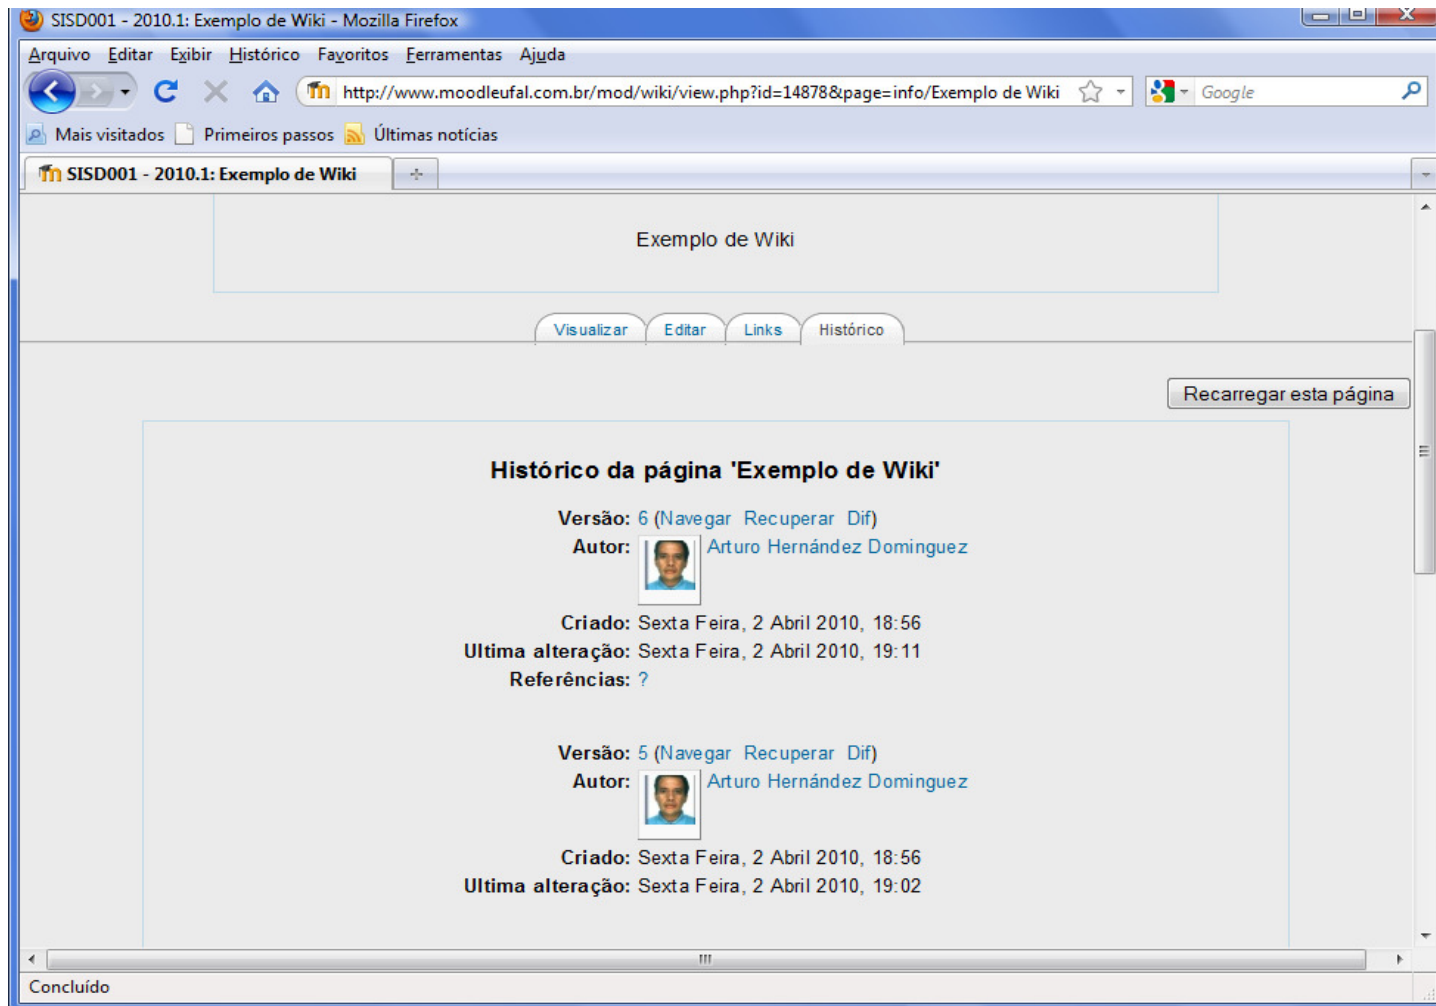 SISD001 - 2010.1: Exemplo de Wiki - Mozilla Firefox
Arquivo Editar Exibir Histórico Favoritos Ferramentas Ajuda
http://www.moodleufal.com.br/mod/wiki/view.php?id=14878&page=info/Exemplo de Wiki Google
Mais visitados Primeiros passos Últimas notícias
SISD001 - 2010.1: Exemplo de Wiki
Exemplo de Wiki
Visualizar Editar Links Histórico
Recarregar esta página
Histórico da página 'Exemplo de Wiki'
Versão: 6 (Navegar Recuperar Dif)
Autor: Arturo Hernández Dominguez
Criado: Sexta Feira, 2 Abril 2010, 18:56
Ultima alteração: Sexta Feira, 2 Abril 2010, 19:11
Referências: ?
Versão: 5 (Navegar Recuperar Dif)
Autor: Arturo Hernández Dominguez
Criado: Sexta Feira, 2 Abril 2010, 18:56
Ultima alteração: Sexta Feira, 2 Abril 2010, 19:02
Concluído